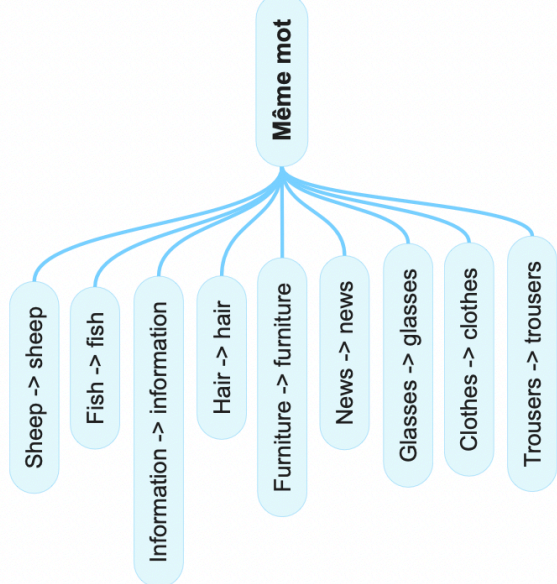 Même mot
Sheep -> sheep
Fish -> fish
Information -> information
Hair -> hair
Furniture -> furniture
News -> news
Glasses -> glasses
Clothes -> clothes
Trousers -> trousers